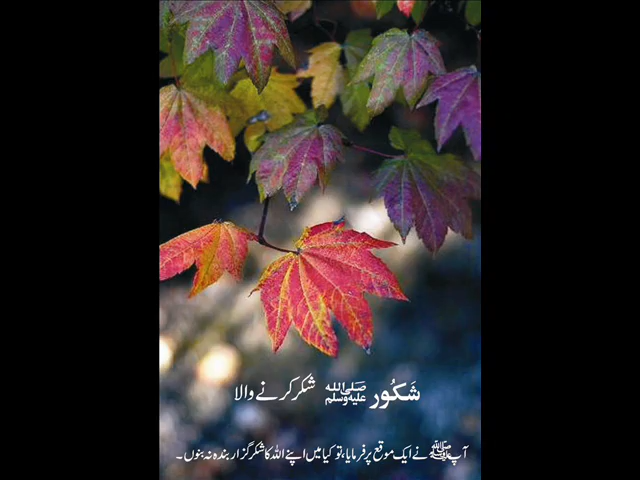 شَکُور ﷺ شکر کرنے والا
آپ ﷺ نے ایک موقع پر فرمایا، تو کیا میں اپنے اللہ کا شکر گزار بندہ نہ بنوں۔